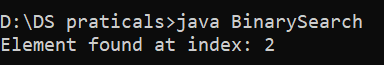 D:\DS praticals>java BinarySearch
Element found at index: 2